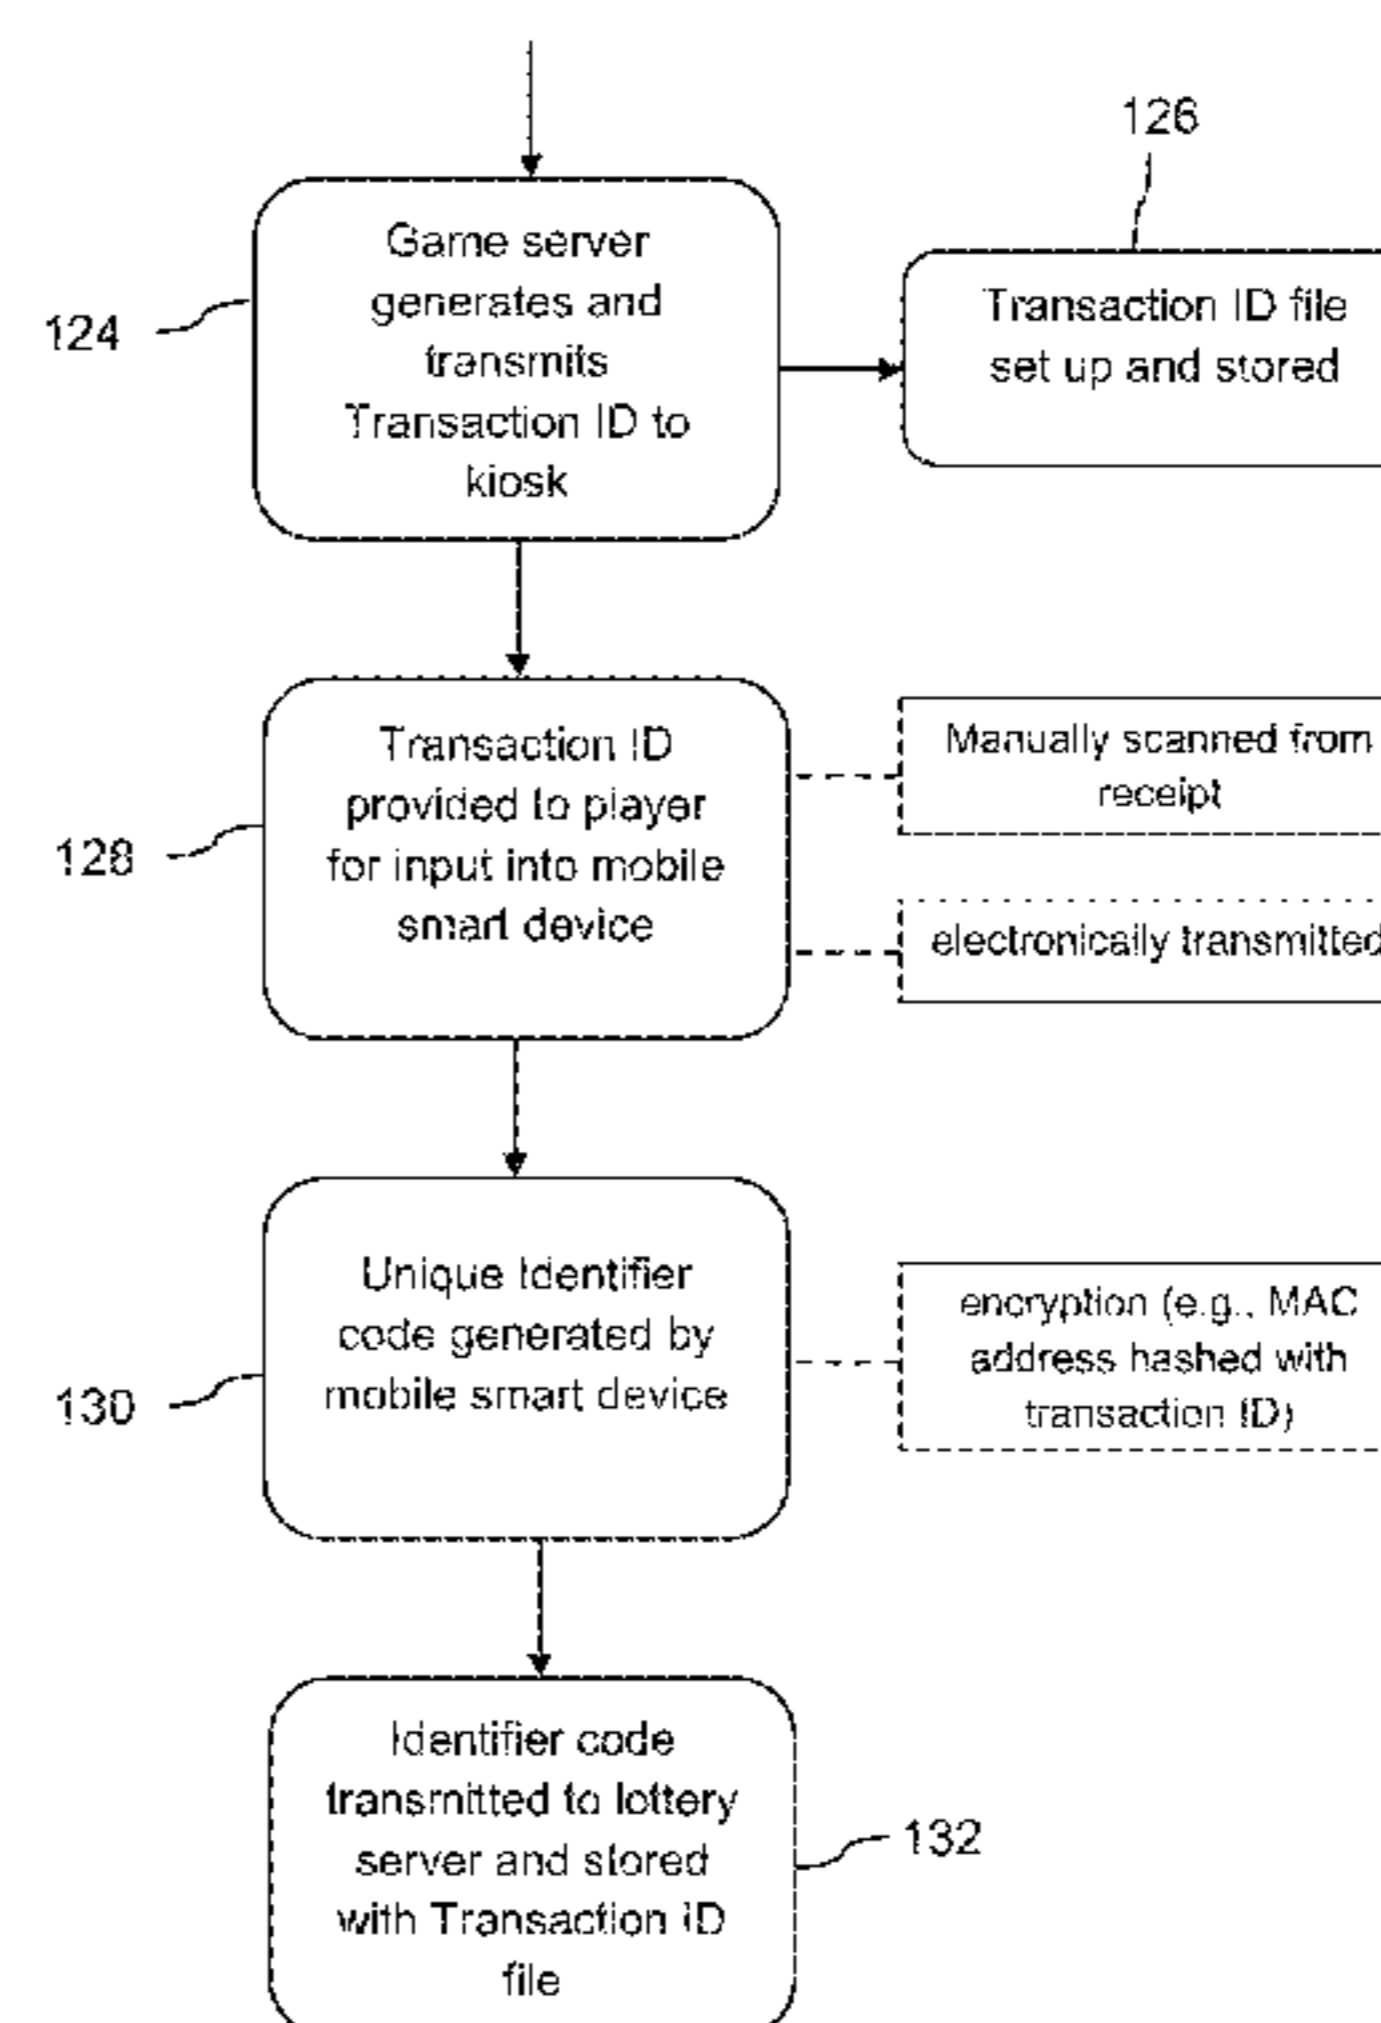 126
Game server
generates and
transmits
Transaction ID to
kiosk
124
Transaction ID file
set up and stored
Transaction ID
provided to player
for input into mobile
smart device
128
Manually scanned from
receipt
electronically transmitted
Unique Identifier
code generated by
mobile smart device
130
encryption (e.g., MAC
address hashed with
transaction ID)
Identifier code
transmitted to lottery
server and stored
with Transaction ID
file
132